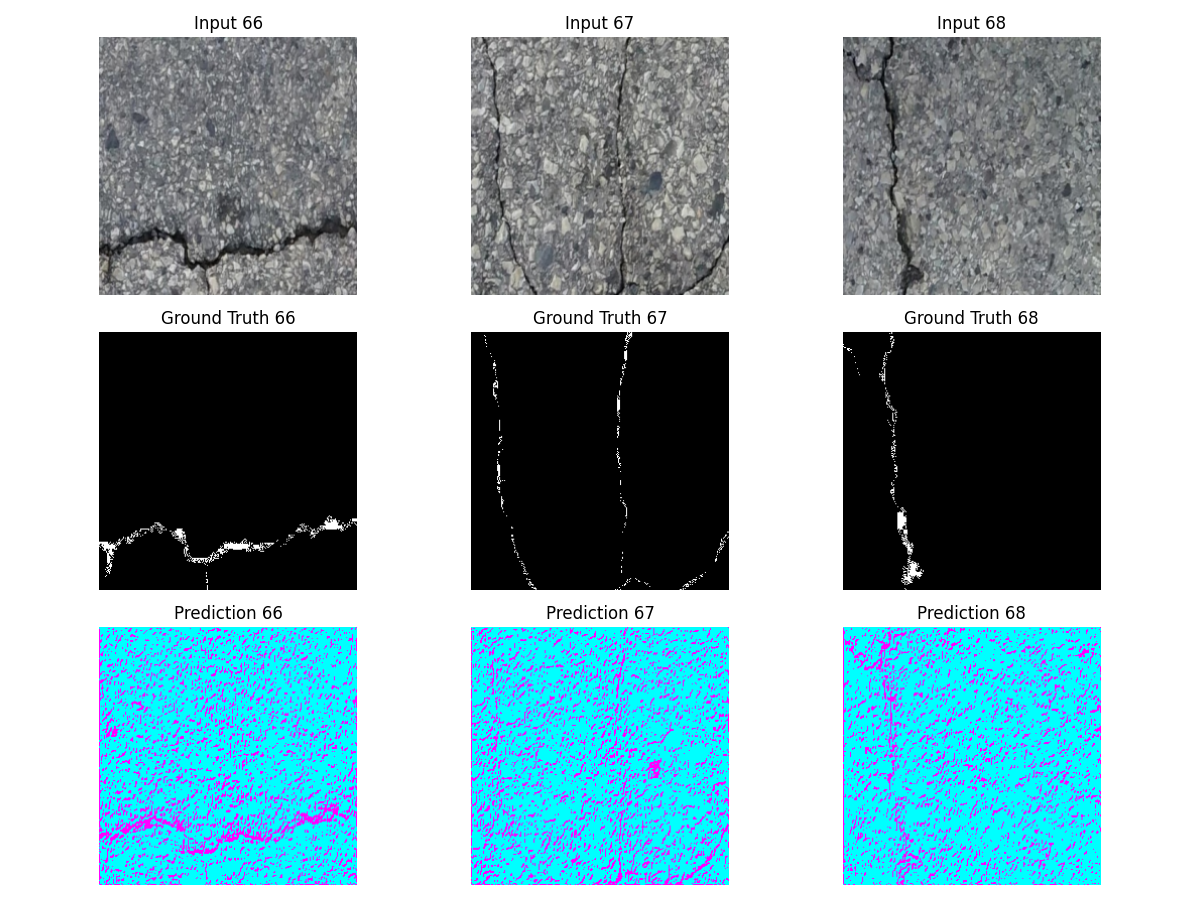 Input 66
Input 67
Input 68
Ground Truth 66
Ground Truth 67
Ground Truth 68
Prediction 66
Prediction 67
Prediction 68